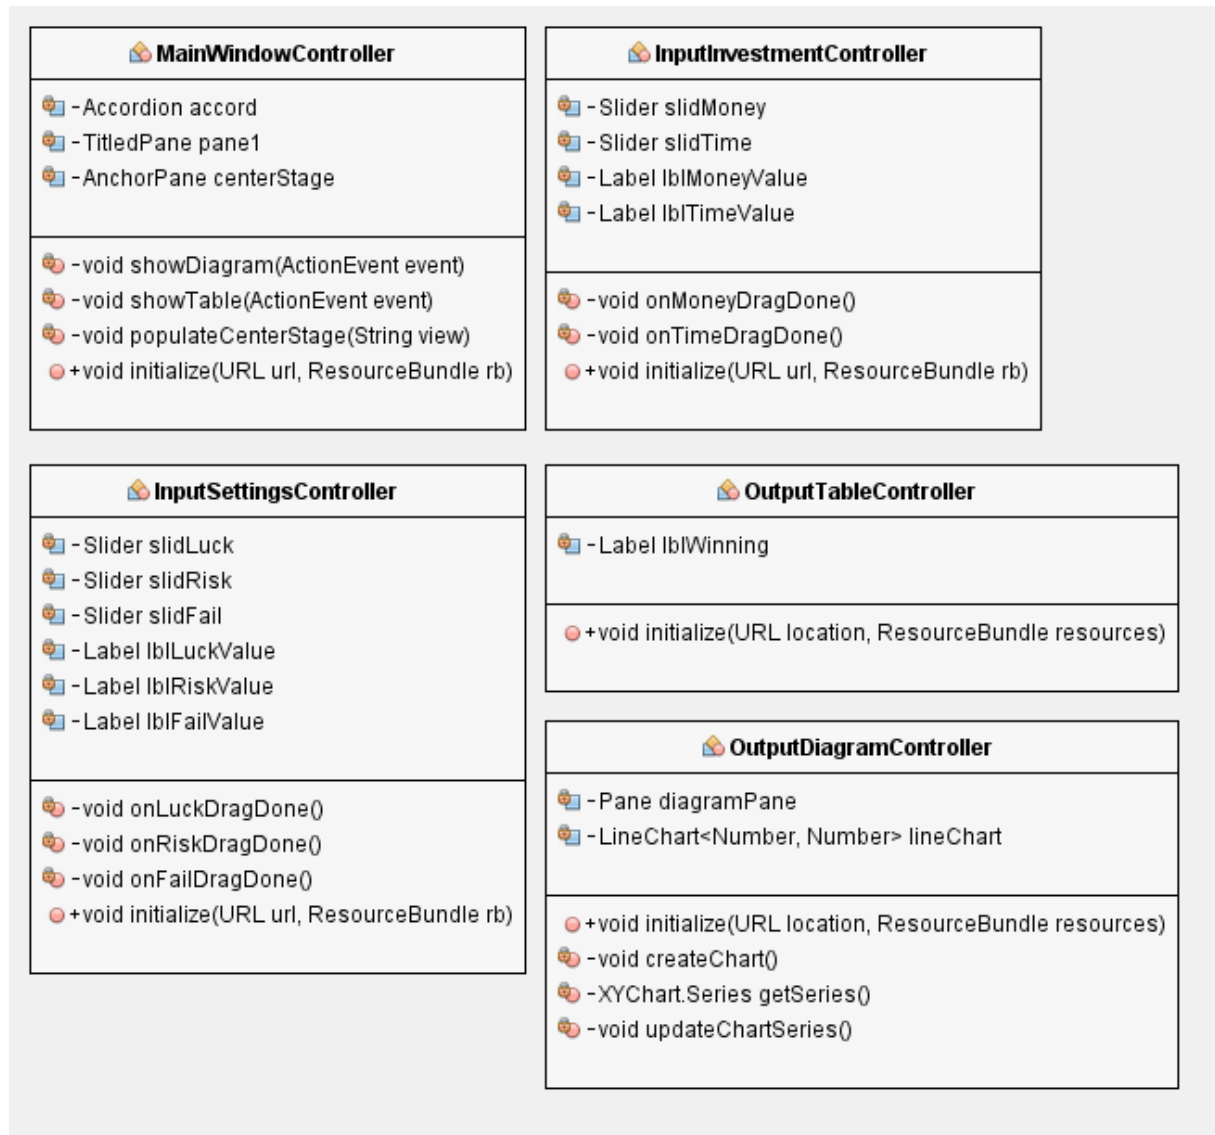 MainWindowController
-Accordion accord
-TitledPane pane1
-AnchorPane centerStage
-void showDiagram(ActionEvent event)
-void showTable(ActionEvent event)
-void populateCenterStage(String view)
+void initialize(URL url, ResourceBundle rb)
InputInvestmentController
-Slider slidMoney
-Slider slidTime
-Label lblMoneyValue
-Label lblTimeValue
-void onMoneyDragDone()
-void onTimeDragDone()
+void initialize(URL url, ResourceBundle rb)
InputSettingsController
-Slider slidLuck
-Slider slidRisk
-Slider slidFail
-Label lblLuckValue
-Label lblRiskValue
-Label lblFailValue
-void onLuckDragDone()
-void onRiskDragDone()
-void onFailDragDone()
+void initialize(URL url, ResourceBundle rb)
OutputTableController
-Label lblWinning
+void initialize(URL location, ResourceBundle resources)
OutputDiagramController
-Pane diagramPane
-LineChart<Number, Number> lineChart
+void initialize(URL location, ResourceBundle resources)
-void createChart()
-XYChart.Series getSeries()
-void updateChartSeries()